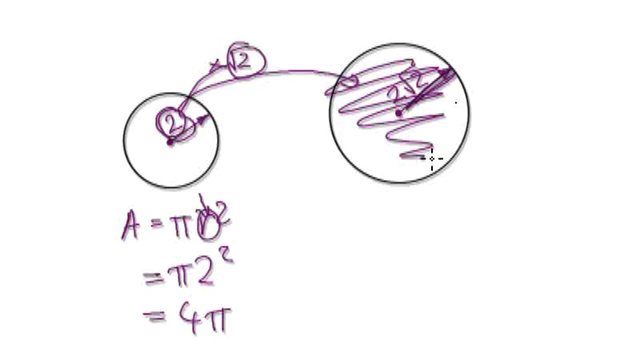 × √2
2
2√2
A = πr²
= π2²
= 4π